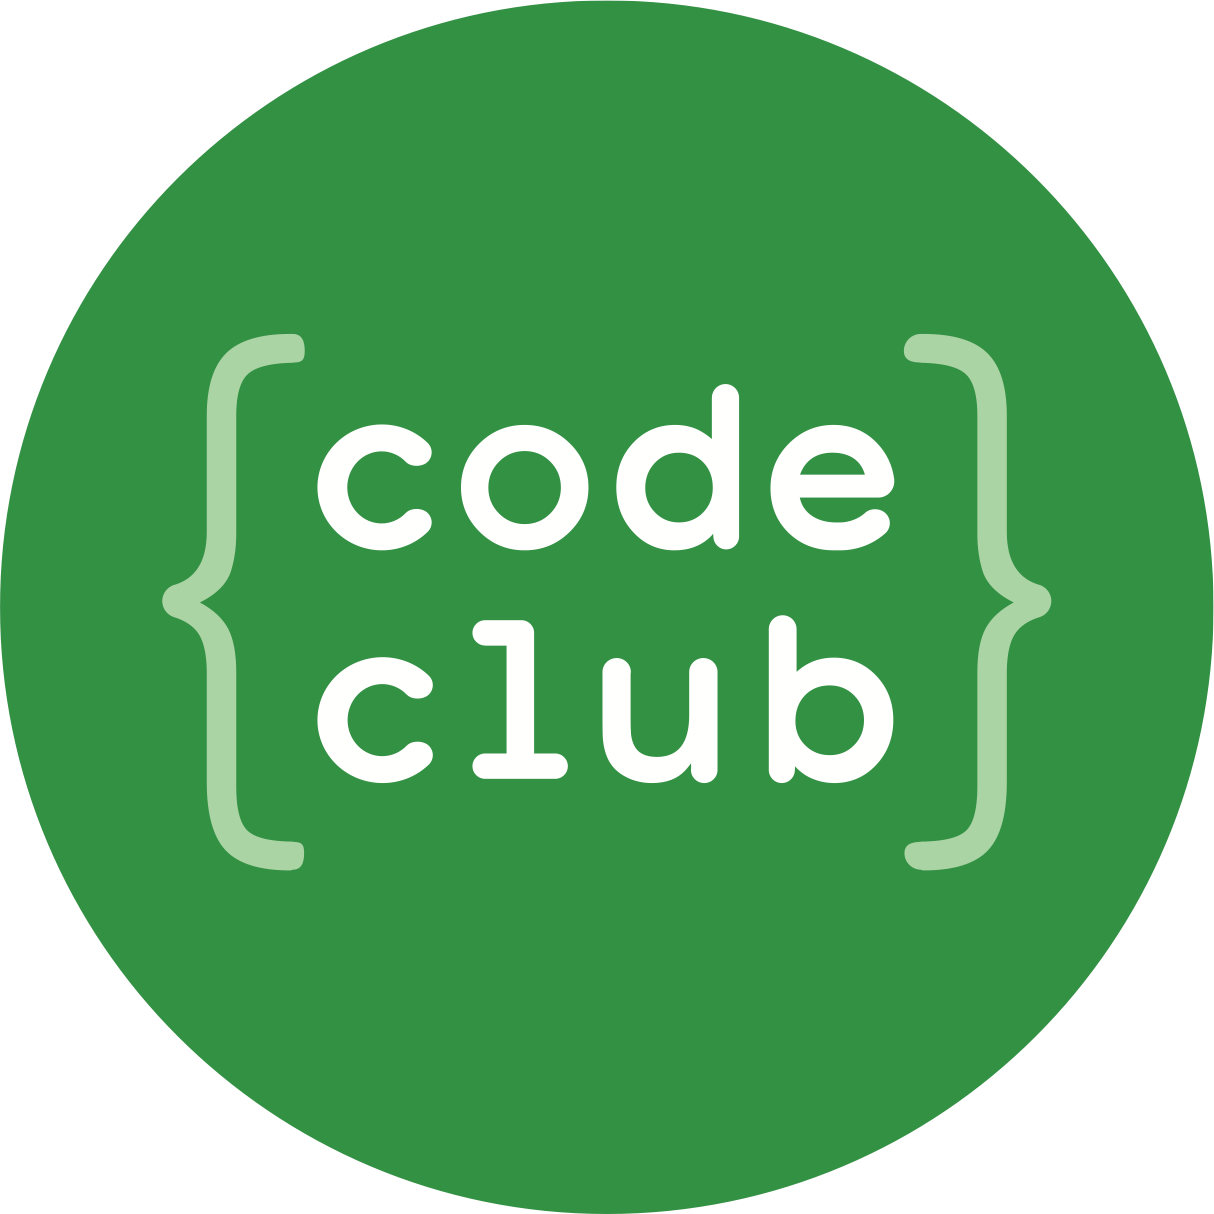 { code
club }